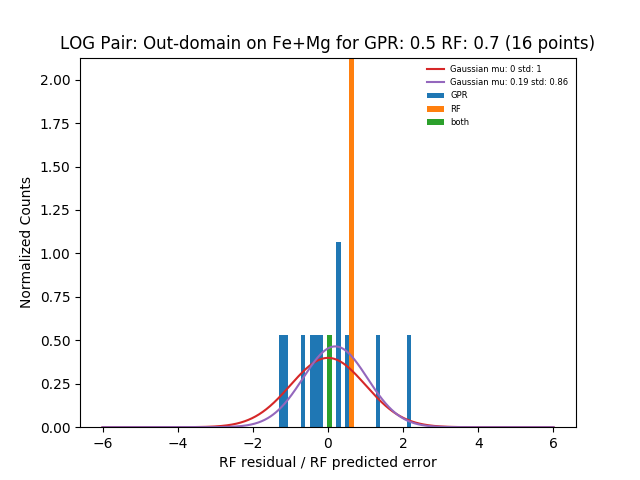 LOG Pair: Out-domain on Fe+Mg for GPR: 0.5 RF: 0.7 (16 points)
Gaussian mu: 0 std: 1
Gaussian mu: 0.19 std: 0.86
GPR
RF
both
Normalized Counts
2.00
1.75
1.50
1.25
1.00
0.75
0.50
0.25
0.00
−6 −4 −2 0 2 4 6
RF residual / RF predicted error